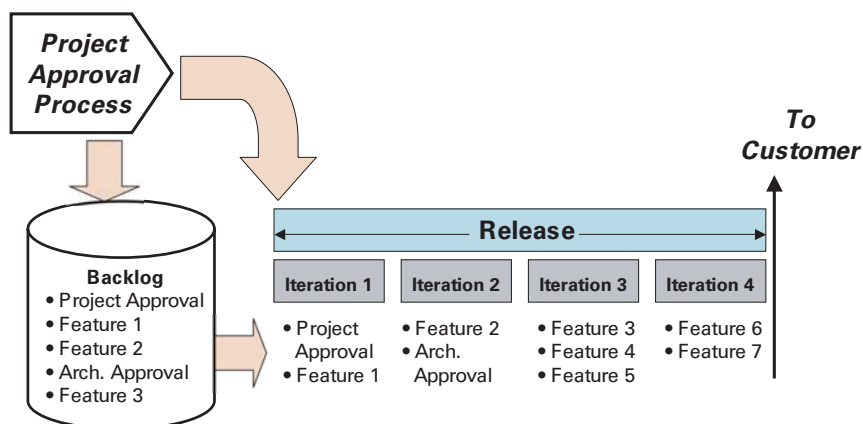 Project
Approval
Process
To
Customer
Release
Backlog
• Project Approval
• Feature 1
• Feature 2
• Arch. Approval
• Feature 3
Iteration 1
• Project
Approval
• Feature 1
Iteration 2
• Feature 2
• Arch.
Approval
Iteration 3
• Feature 3
• Feature 4
• Feature 5
Iteration 4
• Feature 6
• Feature 7